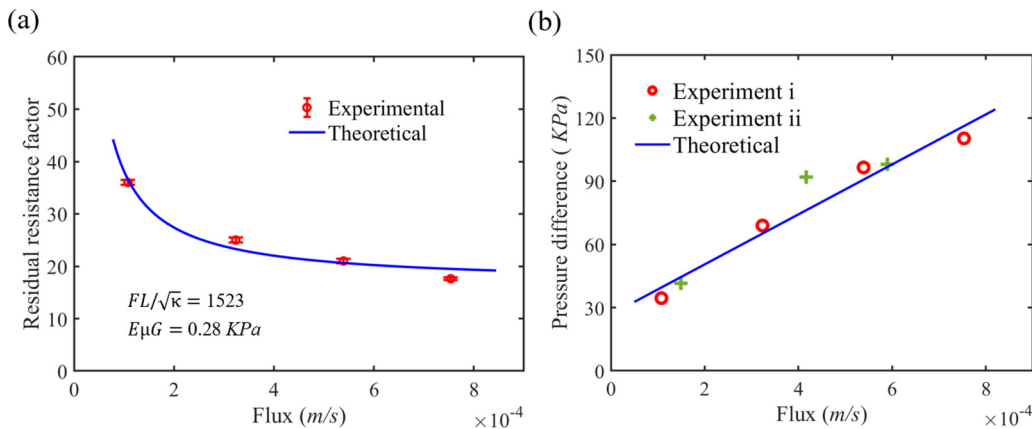 (a)
60
50
40
30
20
10
0
Residual resistance factor
Experimental
Theoretical
FL/√κ = 1523
EμG = 0.28 KPa
0 2 4 6 8
Flux (m/s)
×10⁻⁴
(b)
150
120
90
60
30
0
Pressure difference ( KPa)
Experiment i
Experiment ii
Theoretical
0 2 4 6 8
Flux (m/s)
×10⁻⁴